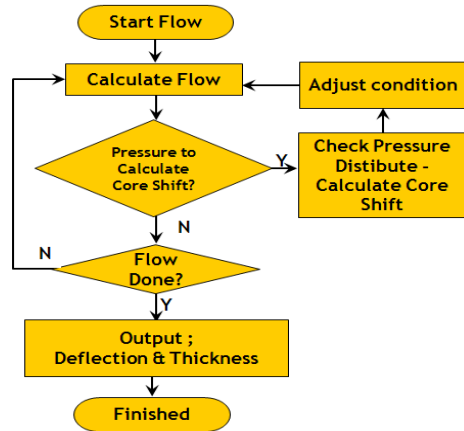 Start Flow
Calculate Flow
Adjust condition
Pressure to
Calculate
Core Shift?
Y
Check Pressure
Distibute -
Calculate Core
Shift
N
N
Flow
Done?
Y
Output ;
Deflection & Thickness
Finished